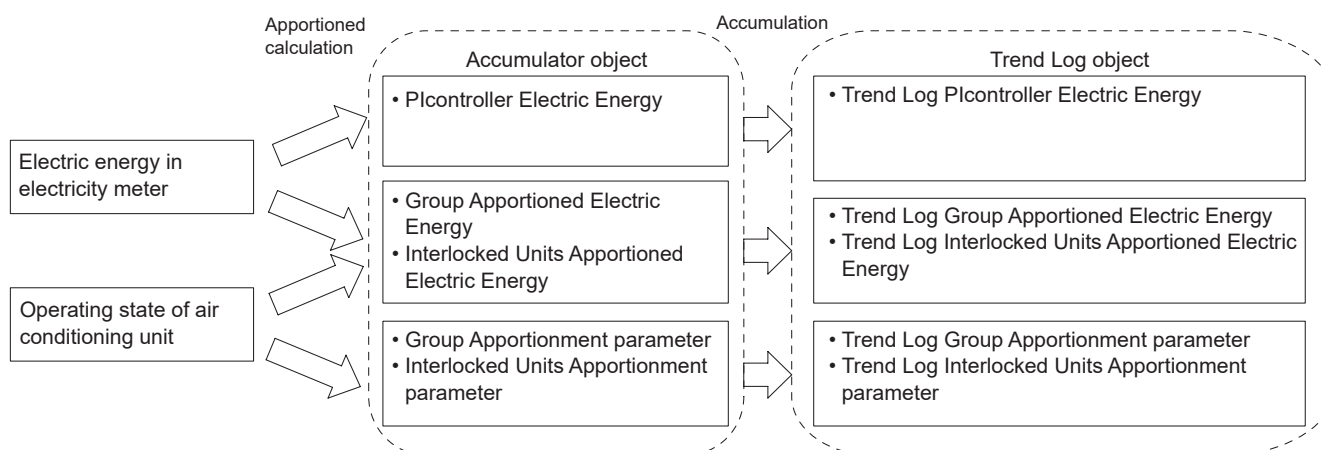 Apportioned
calculation
Accumulation
Accumulator object
Trend Log object
• PIcontroller Electric Energy
• Trend Log PIcontroller Electric Energy
Electric energy in
electricity meter
• Group Apportioned Electric
Energy
• Interlocked Units Apportioned
Electric Energy
• Trend Log Group Apportioned Electric Energy
• Trend Log Interlocked Units Apportioned Electric
Energy
Operating state of air
conditioning unit
• Group Apportionment parameter
• Interlocked Units Apportionment
parameter
• Trend Log Group Apportionment parameter
• Trend Log Interlocked Units Apportionment
parameter